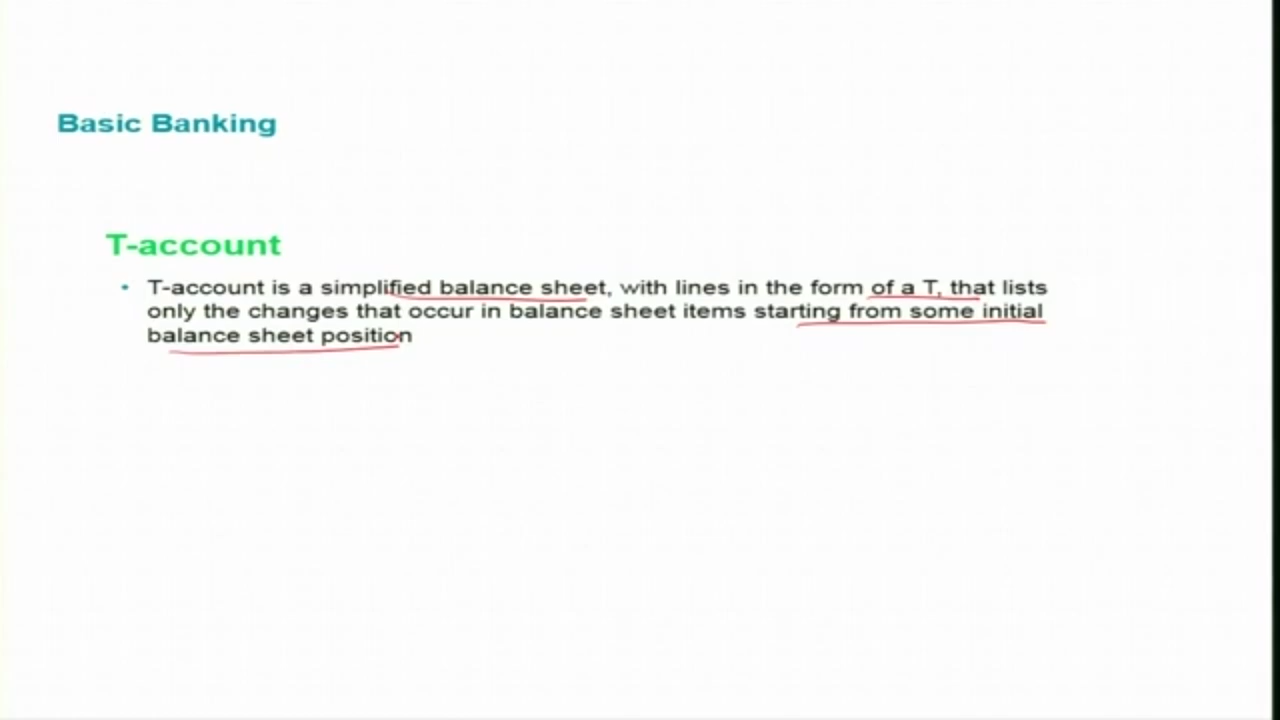 Basic Banking
T-account
• T-account is a simplified balance sheet, with lines in the form of a T, that lists
only the changes that occur in balance sheet items starting from some initial
balance sheet position